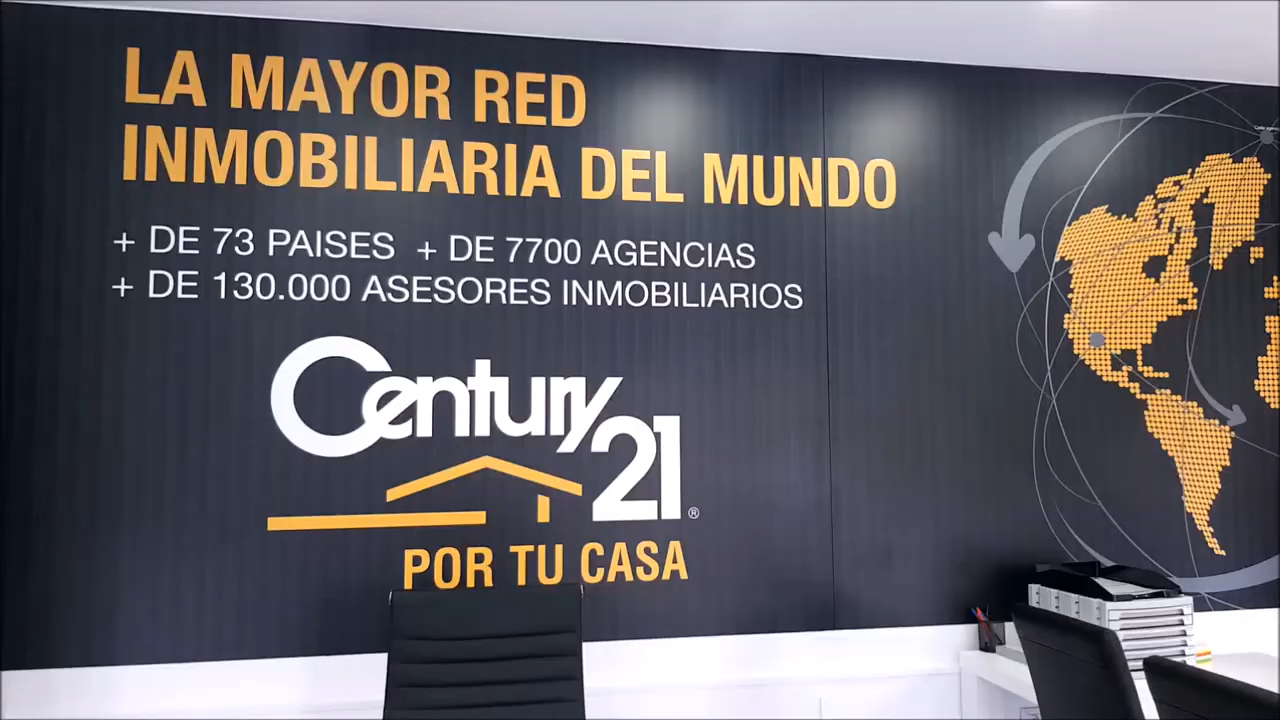 LA MAYOR RED
INMOBILIARIA DEL MUNDO
+ DE 73 PAISES + DE 7700 AGENCIAS
+ DE 130.000 ASESORES INMOBILIARIOS
Century
21®
POR TU CASA